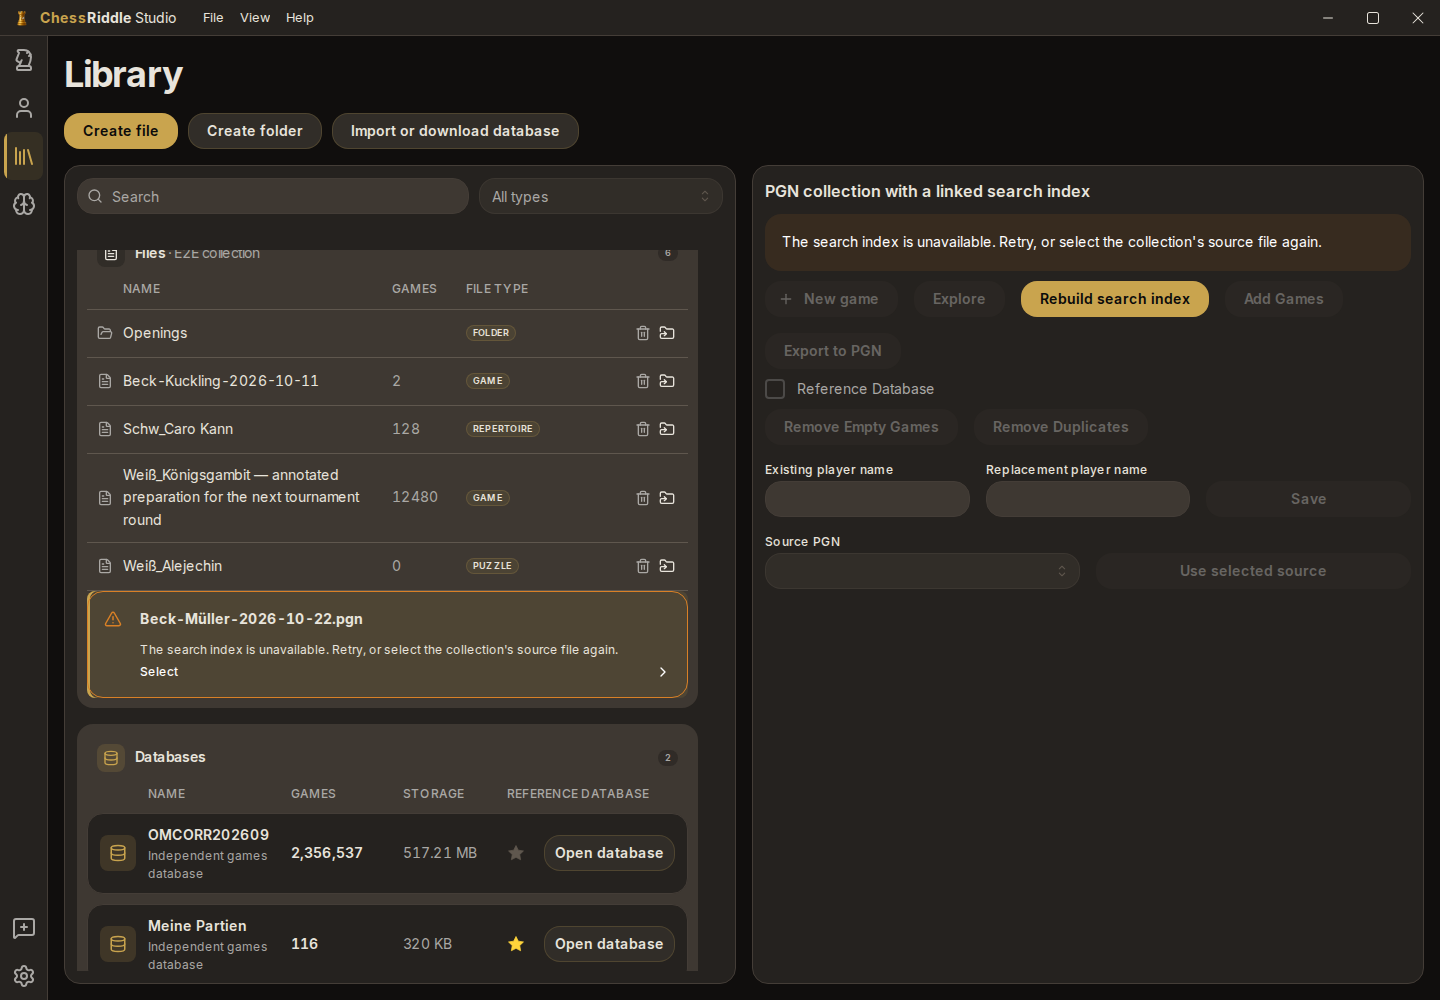 ChessRiddle Studio File View Help
Library
Create file Create folder Import or download database
Search All types
Files · E2E collection 6
NAME GAMES FILE TYPE
Openings FOLDER
Beck-Kuckling-2026-10-11 2 GAME
Schw_Caro Kann 128 REPERTOIRE
Weiß_Königsgambit — annotated
preparation for the next tournament 12480 GAME
round
Weiß_Alejechin 0 PUZZLE
Beck-Müller-2026-10-22.pgn
The search index is unavailable. Retry, or select the collection's source file again.
Select
Databases 2
NAME GAMES STORAGE REFERENCE DATABASE
OMCORR202609
Independent games
database
2,356,537 517.21 MB Open database
Meine Partien
Independent games
database
116 320 KB Open database
PGN collection with a linked search index
The search index is unavailable. Retry, or select the collection's source file again.
New game Explore Rebuild search index Add Games
Export to PGN
Reference Database
Remove Empty Games Remove Duplicates
Existing player name Replacement player name
Save
Source PGN
Use selected source